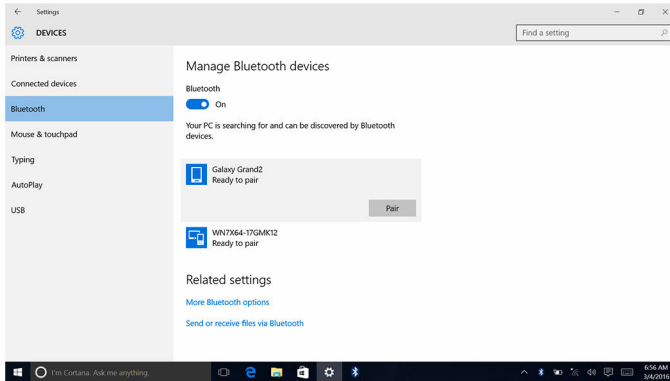 Settings
DEVICES
Find a setting
Printers & scanners
Connected devices
Bluetooth
Mouse & touchpad
Typing
AutoPlay
USB
Manage Bluetooth devices
Bluetooth
On
Your PC is searching for and can be discovered by Bluetooth
devices.
Galaxy Grand2
Ready to pair
Pair
WN7X64-17GMK12
Ready to pair
Related settings
More Bluetooth options
Send or receive files via Bluetooth
I'm Cortana. Ask me anything.
6:56 AM
3/4/2016